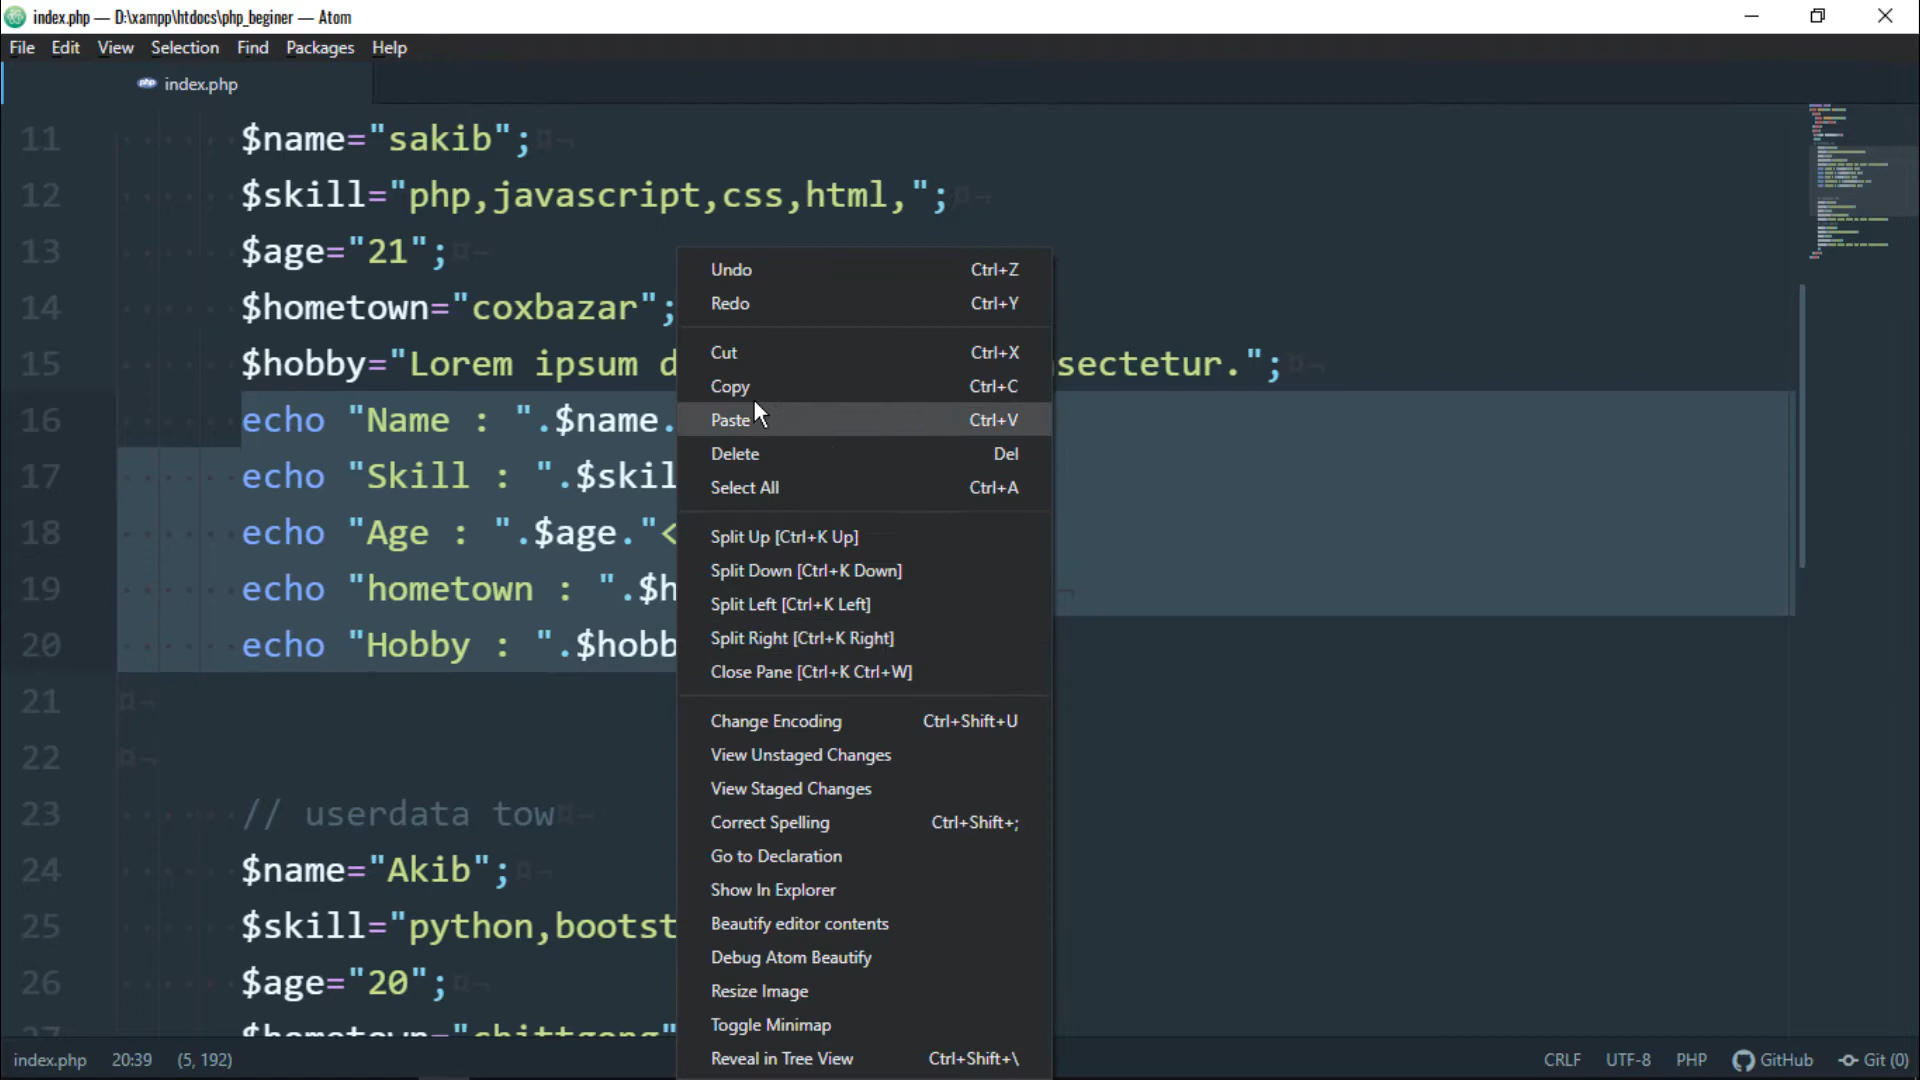 index.php — D:\xampp\htdocs\php_beginer — Atom
File Edit View Selection Find Packages Help
php index.php
11 $name="sakib";
12 $skill="php,javascript,css,html,";
13 $age="21";
14 $hometown="coxbazar";
15 $hobby="Lorem ipsum d sectetur.";
16 echo "Name : ".$name.
17 echo "Skill : ".$skil
18 echo "Age : ".$age."<
19 echo "hometown : ".$h
20 echo "Hobby : ".$hobb
21
22
23 // userdata tow
24 $name="Akib";
25 $skill="python,bootst
26 $age="20";
27 $hometown="chittgong"
Undo Ctrl+Z
Redo Ctrl+Y
Cut Ctrl+X
Copy Ctrl+C
Paste Ctrl+V
Delete Del
Select All Ctrl+A
Split Up [Ctrl+K Up]
Split Down [Ctrl+K Down]
Split Left [Ctrl+K Left]
Split Right [Ctrl+K Right]
Close Pane [Ctrl+K Ctrl+W]
Change Encoding Ctrl+Shift+U
View Unstaged Changes
View Staged Changes
Correct Spelling Ctrl+Shift+;
Go to Declaration
Show In Explorer
Beautify editor contents
Debug Atom Beautify
Resize Image
Toggle Minimap
Reveal in Tree View Ctrl+Shift+\
index.php 20:39 (5, 192) CRLF UTF-8 PHP GitHub Git (0)